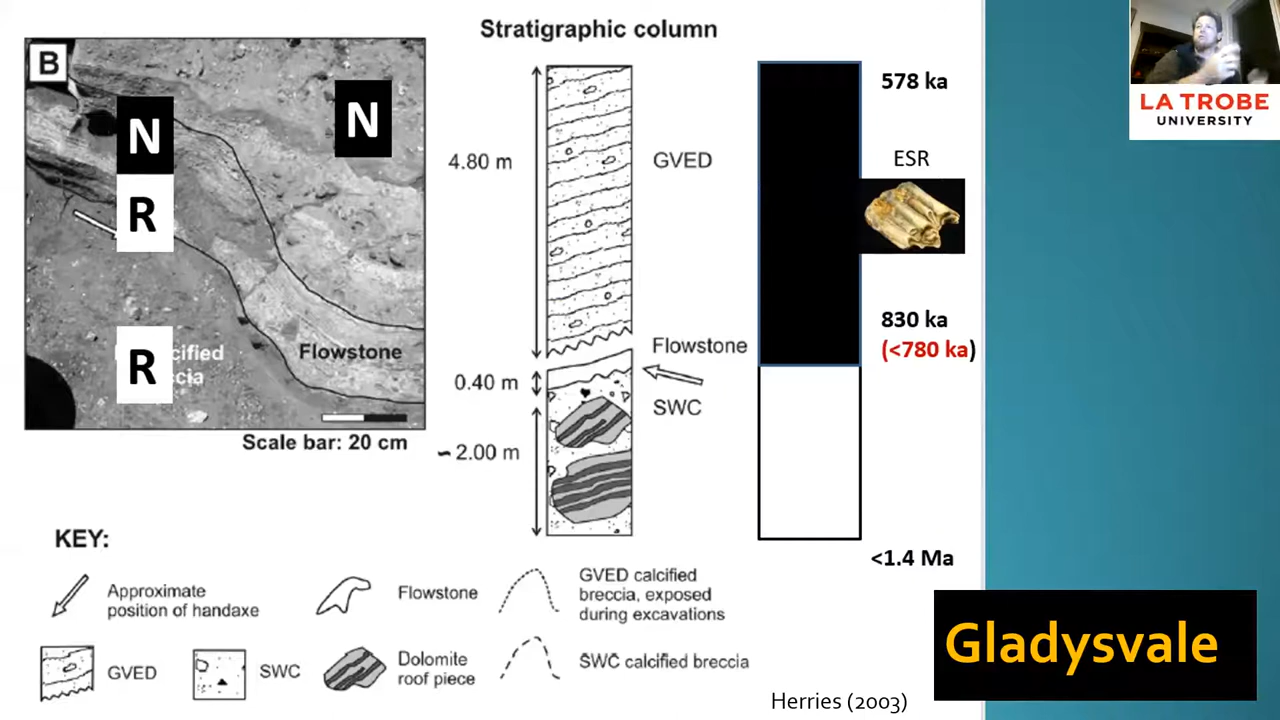 Stratigraphic column
B
N
N
R
R
Flowstone
Scale bar: 20 cm
4.80 m
0.40 m
~ 2.00 m
GVED
Flowstone
SWC
578 ka
ESR
830 ka
(<780 ka)
<1.4 Ma
LA TROBE
UNIVERSITY
KEY:
Approximate
position of handaxe
Flowstone
GVED calcified
breccia, exposed
during excavations
GVED
SWC
Dolomite
roof piece
SWC calcified breccia
Herries (2003)
Gladysvale